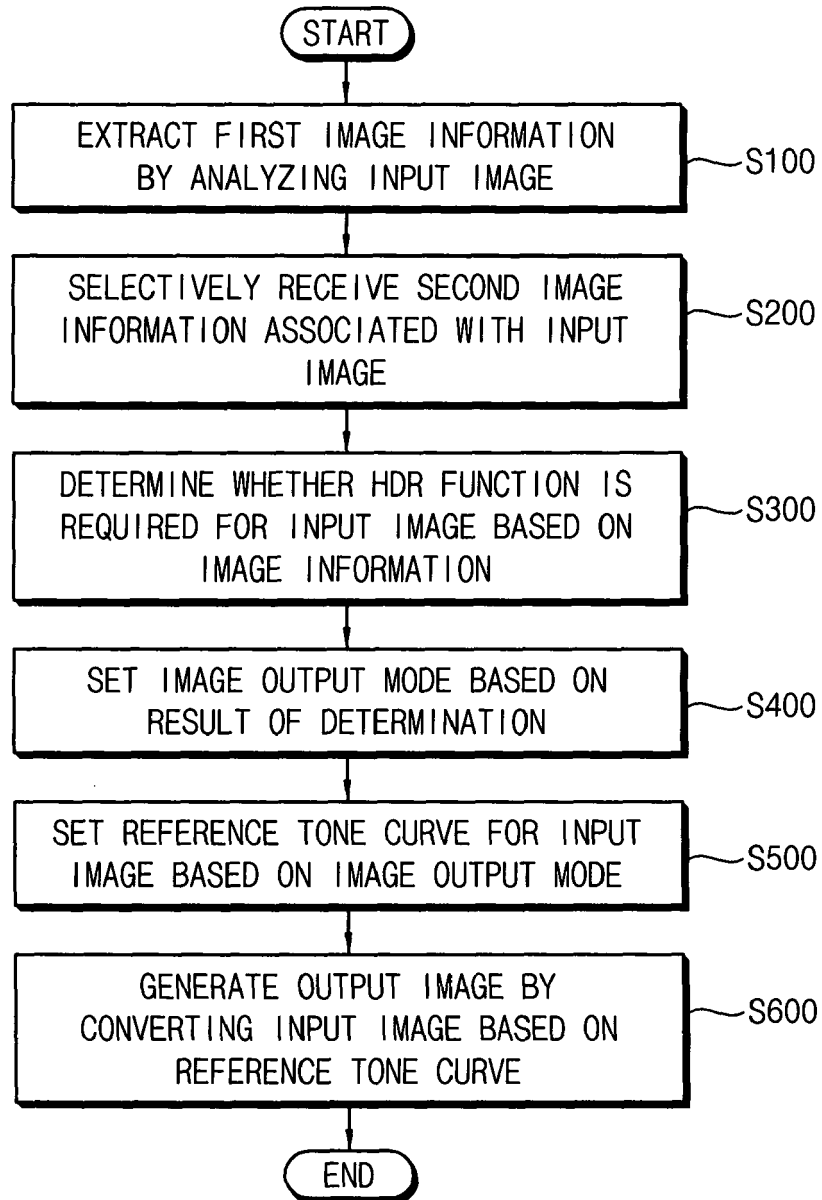 START
EXTRACT FIRST IMAGE INFORMATION
BY ANALYZING INPUT IMAGE
S100
SELECTIVELY RECEIVE SECOND IMAGE
INFORMATION ASSOCIATED WITH INPUT
IMAGE
S200
DETERMINE WHETHER HDR FUNCTION IS
REQUIRED FOR INPUT IMAGE BASED ON
IMAGE INFORMATION
S300
SET IMAGE OUTPUT MODE BASED ON
RESULT OF DETERMINATION
S400
SET REFERENCE TONE CURVE FOR INPUT
IMAGE BASED ON IMAGE OUTPUT MODE
S500
GENERATE OUTPUT IMAGE BY
CONVERTING INPUT IMAGE BASED ON
REFERENCE TONE CURVE
S600
END